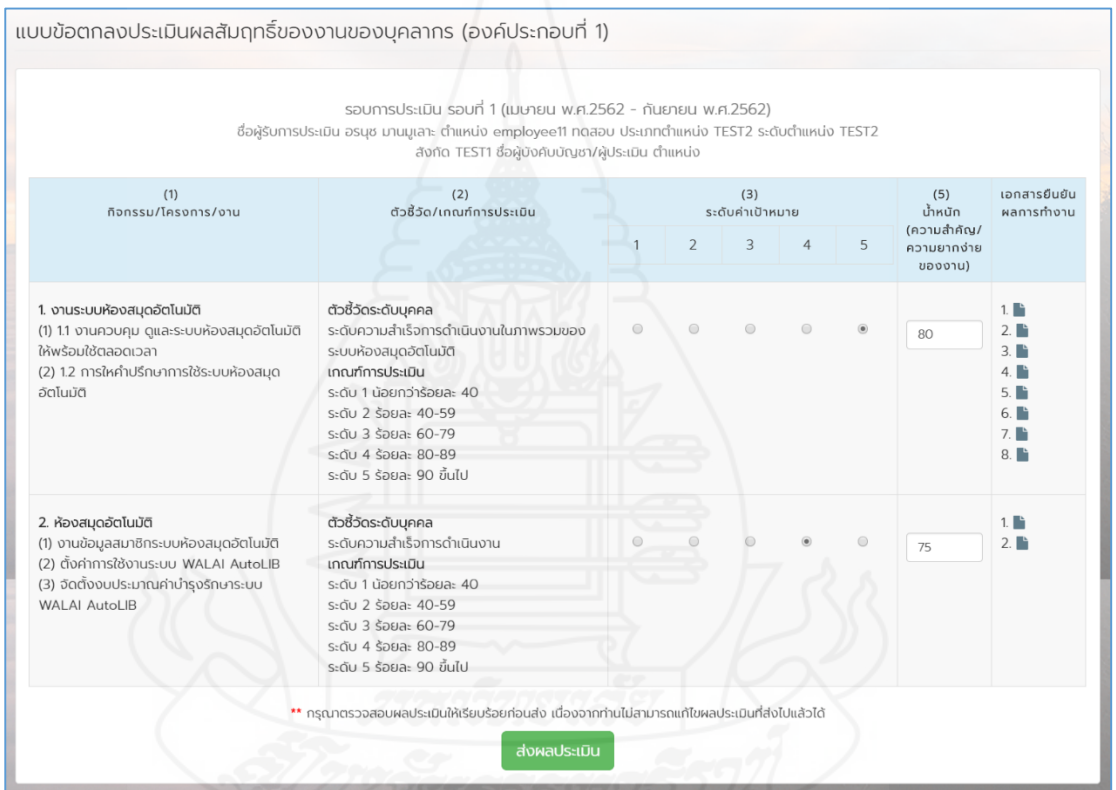 แบบข้อตกลงประเมินผลสัมฤทธิ์ของงานของบุคลากร (องค์ประกอบที่ 1)
รอบการประเมิน รอบที่ 1 (เมษายน พ.ศ.2562 - กันยายน พ.ศ.2562)
ชื่อผู้รับการประเมิน อรนุช มานมูเลาะ ตำแหน่ง employee11 ทดสอบ ประเภทตำแหน่ง TEST2 ระดับตำแหน่ง TEST2
สังกัด TEST1 ชื่อผู้บังคับบัญชา/ผู้ประเมิน ตำแหน่ง
(1)
กิจกรรม/โครงการ/งาน
(2)
ตัวชี้วัด/เกณฑ์การประเมิน
(3)
ระดับค่าเป้าหมาย
1 2 3 4 5
(5)
น้ำหนัก
(ความสำคัญ/
ความยากง่าย
ของงาน)
เอกสารยืนยัน
ผลการทำงาน
1. งานระบบห้องสมุดอัตโนมัติ
(1) 1.1 งานควบคุม ดูและระบบห้องสมุดอัตโนมัติ
ให้พร้อมใช้ตลอดเวลา
(2) 1.2 การให้คำปรึกษาการใช้ระบบห้องสมุด
อัตโนมัติ
ตัวชี้วัดระดับบุคคล
ระดับความสำเร็จการดำเนินงานในภาพรวมของ
ระบบห้องสมุดอัตโนมัติ
เกณฑ์การประเมิน
ระดับ 1 น้อยกว่าร้อยละ 40
ระดับ 2 ร้อยละ 40-59
ระดับ 3 ร้อยละ 60-79
ระดับ 4 ร้อยละ 80-89
ระดับ 5 ร้อยละ 90 ขึ้นไป
80
1.
2.
3.
4.
5.
6.
7.
8.
2. ห้องสมุดอัตโนมัติ
(1) งานข้อมูลสมาชิกระบบห้องสมุดอัตโนมัติ
(2) ตั้งค่าการใช้งานระบบ WALAI AutoLIB
(3) จัดตั้งงบประมาณค่าบำรุงรักษาระบบ
WALAI AutoLIB
ตัวชี้วัดระดับบุคคล
ระดับความสำเร็จการดำเนินงาน
เกณฑ์การประเมิน
ระดับ 1 น้อยกว่าร้อยละ 40
ระดับ 2 ร้อยละ 40-59
ระดับ 3 ร้อยละ 60-79
ระดับ 4 ร้อยละ 80-89
ระดับ 5 ร้อยละ 90 ขึ้นไป
75
1.
2.
** กรุณาตรวจสอบผลประเมินให้เรียบร้อยก่อนส่ง เนื่องจากท่านไม่สามารถแก้ไขผลประเมินที่ส่งไปแล้วได้
ส่งผลประเมิน